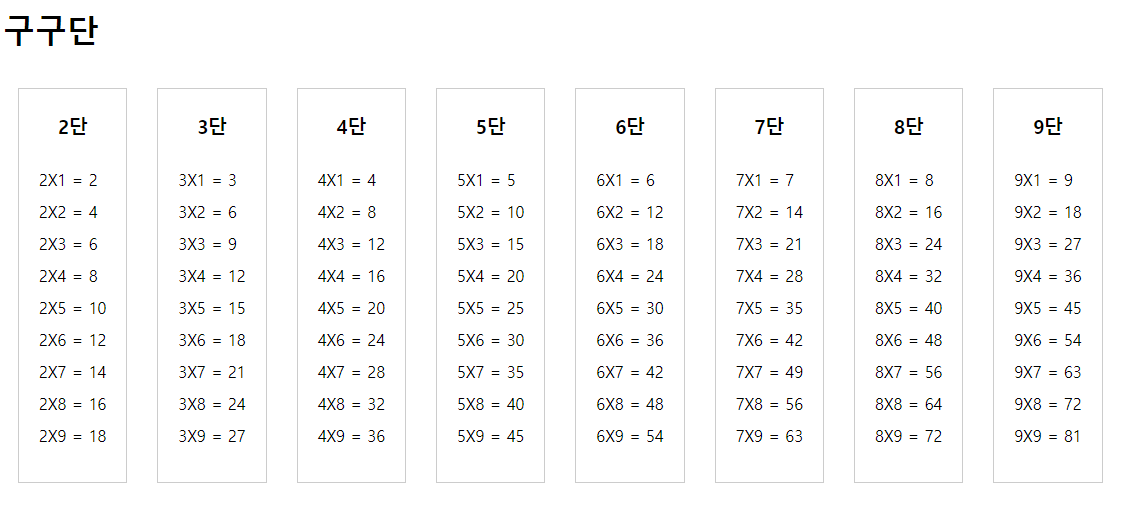 구구단
2단
2X1 = 2
2X2 = 4
2X3 = 6
2X4 = 8
2X5 = 10
2X6 = 12
2X7 = 14
2X8 = 16
2X9 = 18
3단
3X1 = 3
3X2 = 6
3X3 = 9
3X4 = 12
3X5 = 15
3X6 = 18
3X7 = 21
3X8 = 24
3X9 = 27
4단
4X1 = 4
4X2 = 8
4X3 = 12
4X4 = 16
4X5 = 20
4X6 = 24
4X7 = 28
4X8 = 32
4X9 = 36
5단
5X1 = 5
5X2 = 10
5X3 = 15
5X4 = 20
5X5 = 25
5X6 = 30
5X7 = 35
5X8 = 40
5X9 = 45
6단
6X1 = 6
6X2 = 12
6X3 = 18
6X4 = 24
6X5 = 30
6X6 = 36
6X7 = 42
6X8 = 48
6X9 = 54
7단
7X1 = 7
7X2 = 14
7X3 = 21
7X4 = 28
7X5 = 35
7X6 = 42
7X7 = 49
7X8 = 56
7X9 = 63
8단
8X1 = 8
8X2 = 16
8X3 = 24
8X4 = 32
8X5 = 40
8X6 = 48
8X7 = 56
8X8 = 64
8X9 = 72
9단
9X1 = 9
9X2 = 18
9X3 = 27
9X4 = 36
9X5 = 45
9X6 = 54
9X7 = 63
9X8 = 72
9X9 = 81